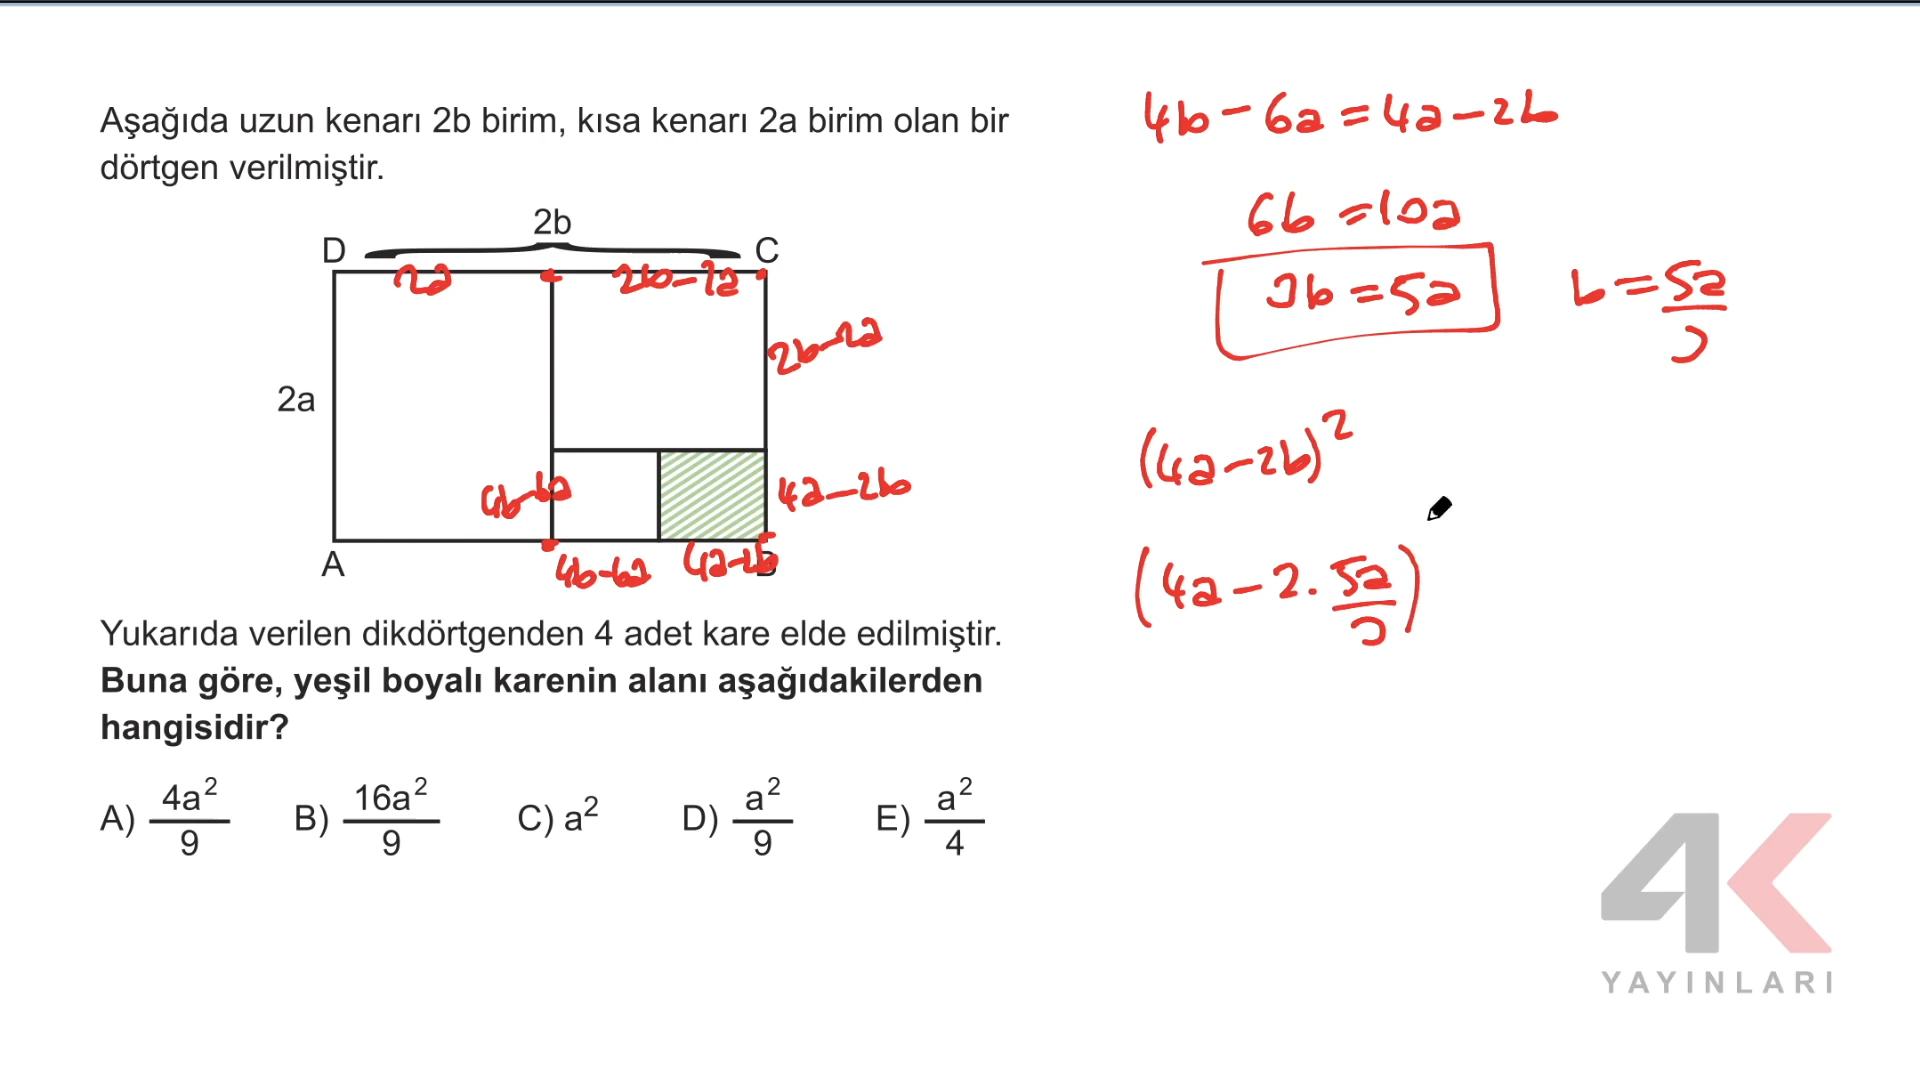 Aşağıda uzun kenarı 2b birim, kısa kenarı 2a birim olan bir
dörtgen verilmiştir.
2b
D C
2a 2b-2a
2b-2a
2a
4b-6a 4a-2b
A 4b-6a 4a-2b B
Yukarıda verilen dikdörtgenden 4 adet kare elde edilmiştir.
Buna göre, yeşil boyalı karenin alanı aşağıdakilerden
hangisidir?
A) 4a²/9 B) 16a²/9 C) a² D) a²/9 E) a²/4
4b-6a=4a-2b
6b=10a
3b=5a b=5a/3
(4a-2b)²
(4a-2.5a/3)
4K
YAYINLARI